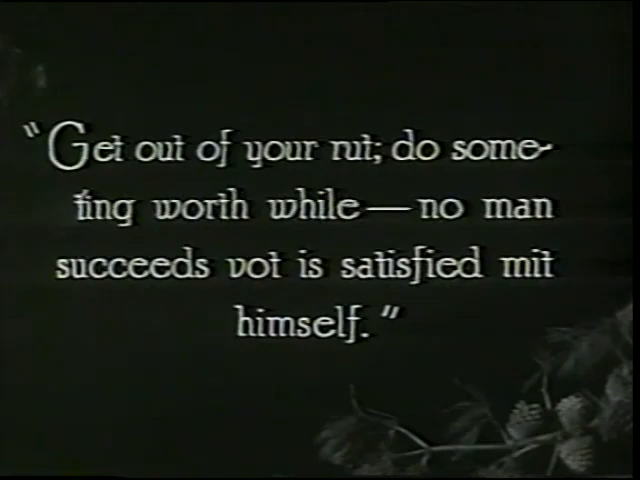 "Get out of your rut; do some-
ting worth while — no man
succeeds vot is satisfied mit
himself."